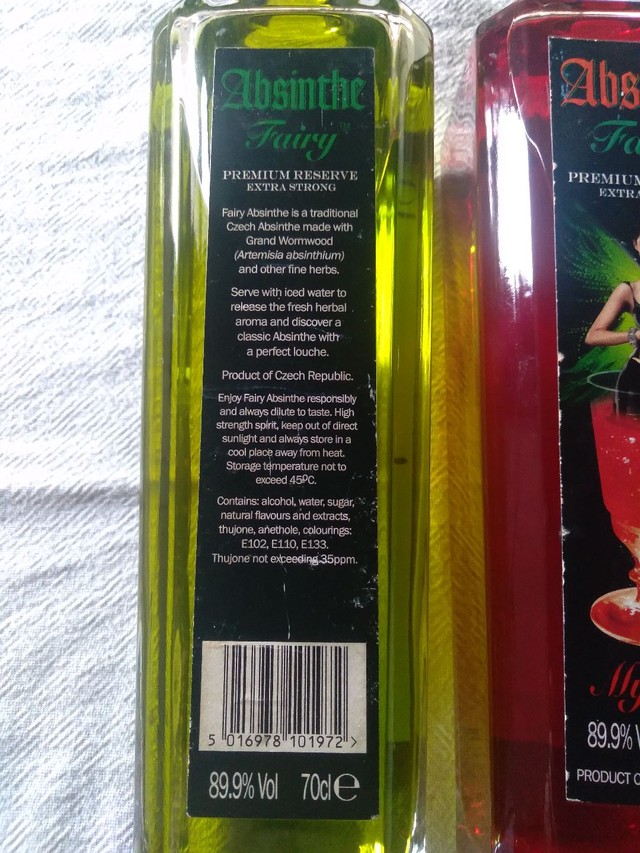 Absinthe
Fairy™
PREMIUM RESERVE
EXTRA STRONG
Fairy Absinthe is a traditional
Czech Absinthe made with
Grand Wormwood
(Artemisia absinthium)
and other fine herbs.
Serve with iced water to
release the fresh herbal
aroma and discover a
classic Absinthe with
a perfect louche.
Product of Czech Republic.
Enjoy Fairy Absinthe responsibly
and always dilute to taste. High
strength spirit, keep out of direct
sunlight and always store in a
cool place away from heat.
Storage temperature not to
exceed 45ºC.
Contains: alcohol, water, sugar,
natural flavours and extracts,
thujone, anethole, colourings:
E102, E110, E133.
Thujone not exceeding 35ppm.
5 016978 101972 >
89.9% Vol 70cl e
Abs
Fa
PREMIUM
EXTRA
My
89.9% V
PRODUCT O